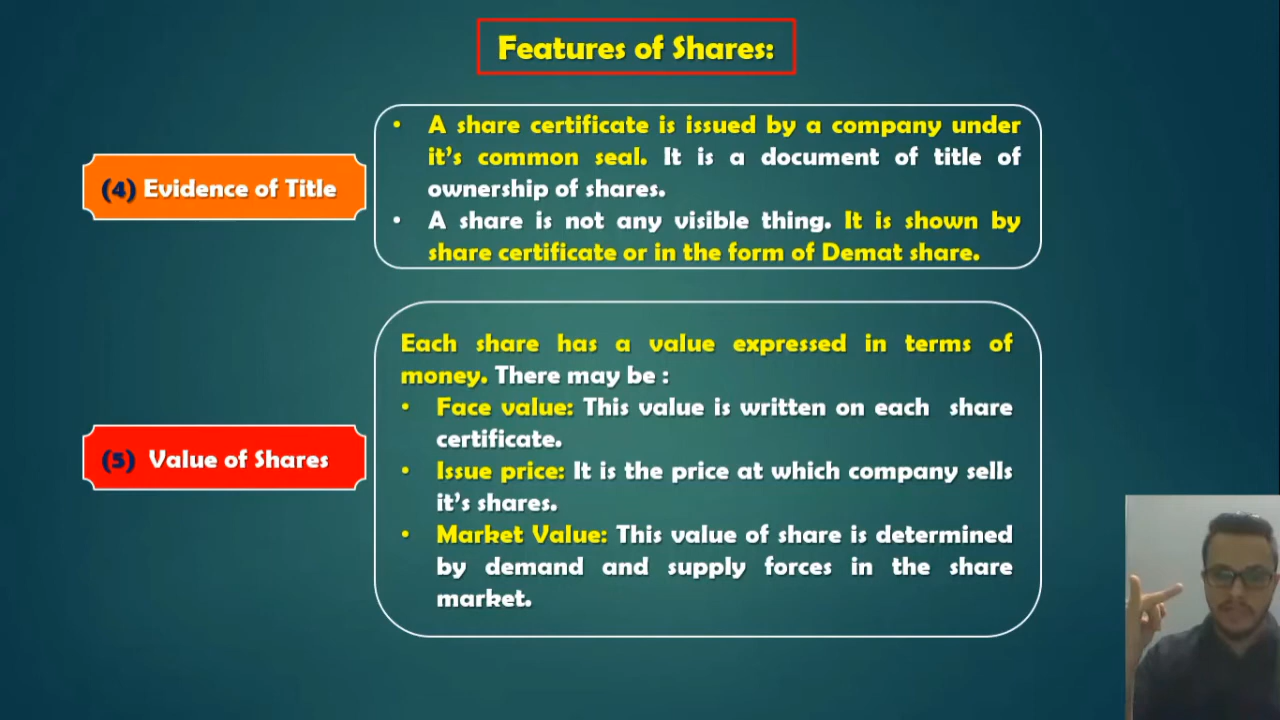 Features of Shares:
(4) Evidence of Title
• A share certificate is issued by a company under
it's common seal. It is a document of title of
ownership of shares.
• A share is not any visible thing. It is shown by
share certificate or in the form of Demat share.
(5) Value of Shares
Each share has a value expressed in terms of
money. There may be :
• Face value: This value is written on each share
certificate.
• Issue price: It is the price at which company sells
it's shares.
• Market Value: This value of share is determined
by demand and supply forces in the share
market.